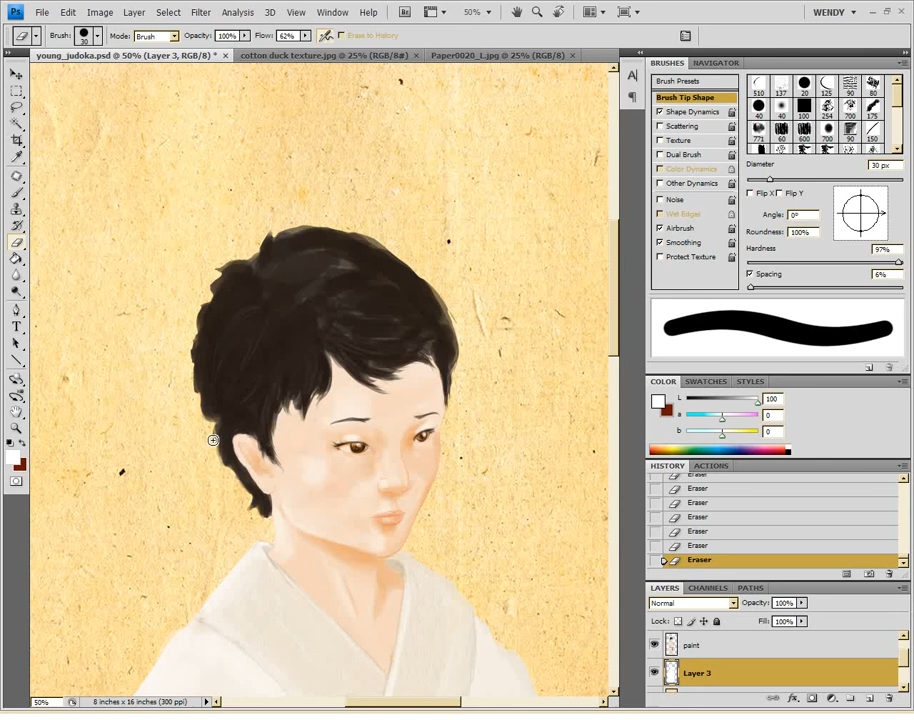 Ps File Edit Image Layer Select Filter Analysis 3D View Window Help Br 50% WENDY
Brush: 30 Mode: Brush Opacity: 100% Flow: 62% Erase to History
young_judoka.psd @ 50% (Layer 3, RGB/8) * × cotton duck texture.jpg @ 25% (RGB/8#) × Paper0020_L.jpg @ 25% (RGB/8) ×
BRUSHES NAVIGATOR
Brush Presets
Brush Tip Shape
Shape Dynamics
Scattering
Texture
Dual Brush
Color Dynamics
Other Dynamics
Noise
Wet Edges
Airbrush
Smoothing
Protect Texture
510 137 20 125 90 80
40 40 100 254 700 175
771 60 600 700 90 150
Diameter 30 px
Flip X Flip Y
Angle: 0°
Roundness: 100%
Hardness 97%
Spacing 6%
COLOR SWATCHES STYLES
L 100
a 0
b 0
HISTORY ACTIONS
Eraser
Eraser
Eraser
Eraser
Eraser
Eraser
Eraser
LAYERS CHANNELS PATHS
Normal Opacity: 100%
Lock: Fill: 100%
paint
Layer 3
50% 8 inches x 16 inches (300 ppi)